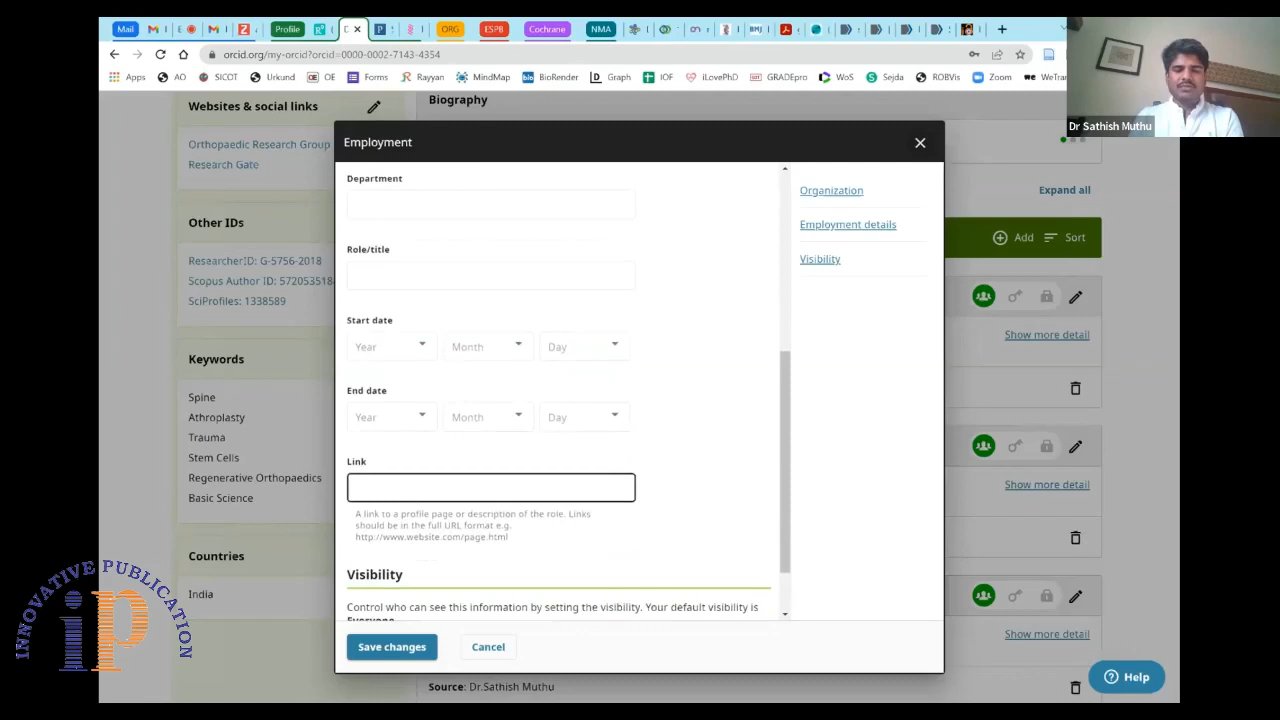 Mail
Profile
ORG
ESPB
Cochrane
NMA
BMJ
orcid.org/my-orcid?orcid=0000-0002-7143-4354
Apps
AO
SICOT
Urkund
OE
Forms
Rayyan
MindMap
BioRender
Graph
IOF
iLovePhD
GRADEpro
WoS
Sejda
ROBVis
Zoom
WeTra
Dr Sathish Muthu
Websites & social links
Orthopaedic Research Group
Research Gate
Other IDs
ResearcherID: G-5756-2018
Scopus Author ID: 572053518
SciProfiles: 1338589
Keywords
Spine
Athroplasty
Trauma
Stem Cells
Regenerative Orthopaedics
Basic Science
Countries
India
Biography
Employment
Department
Role/title
Start date
Year
Month
Day
End date
Year
Month
Day
Link
A link to a profile page or description of the role. Links
should be in the full URL format e.g.
http://www.website.com/page.html
Visibility
Control who can see this information by setting the visibility. Your default visibility is
Everyone
Save changes
Cancel
Organization
Employment details
Visibility
Expand all
Add
Sort
Show more detail
Show more detail
Show more detail
Source: Dr.Sathish Muthu
Help
INNOVATIVE PUBLICATION
ip